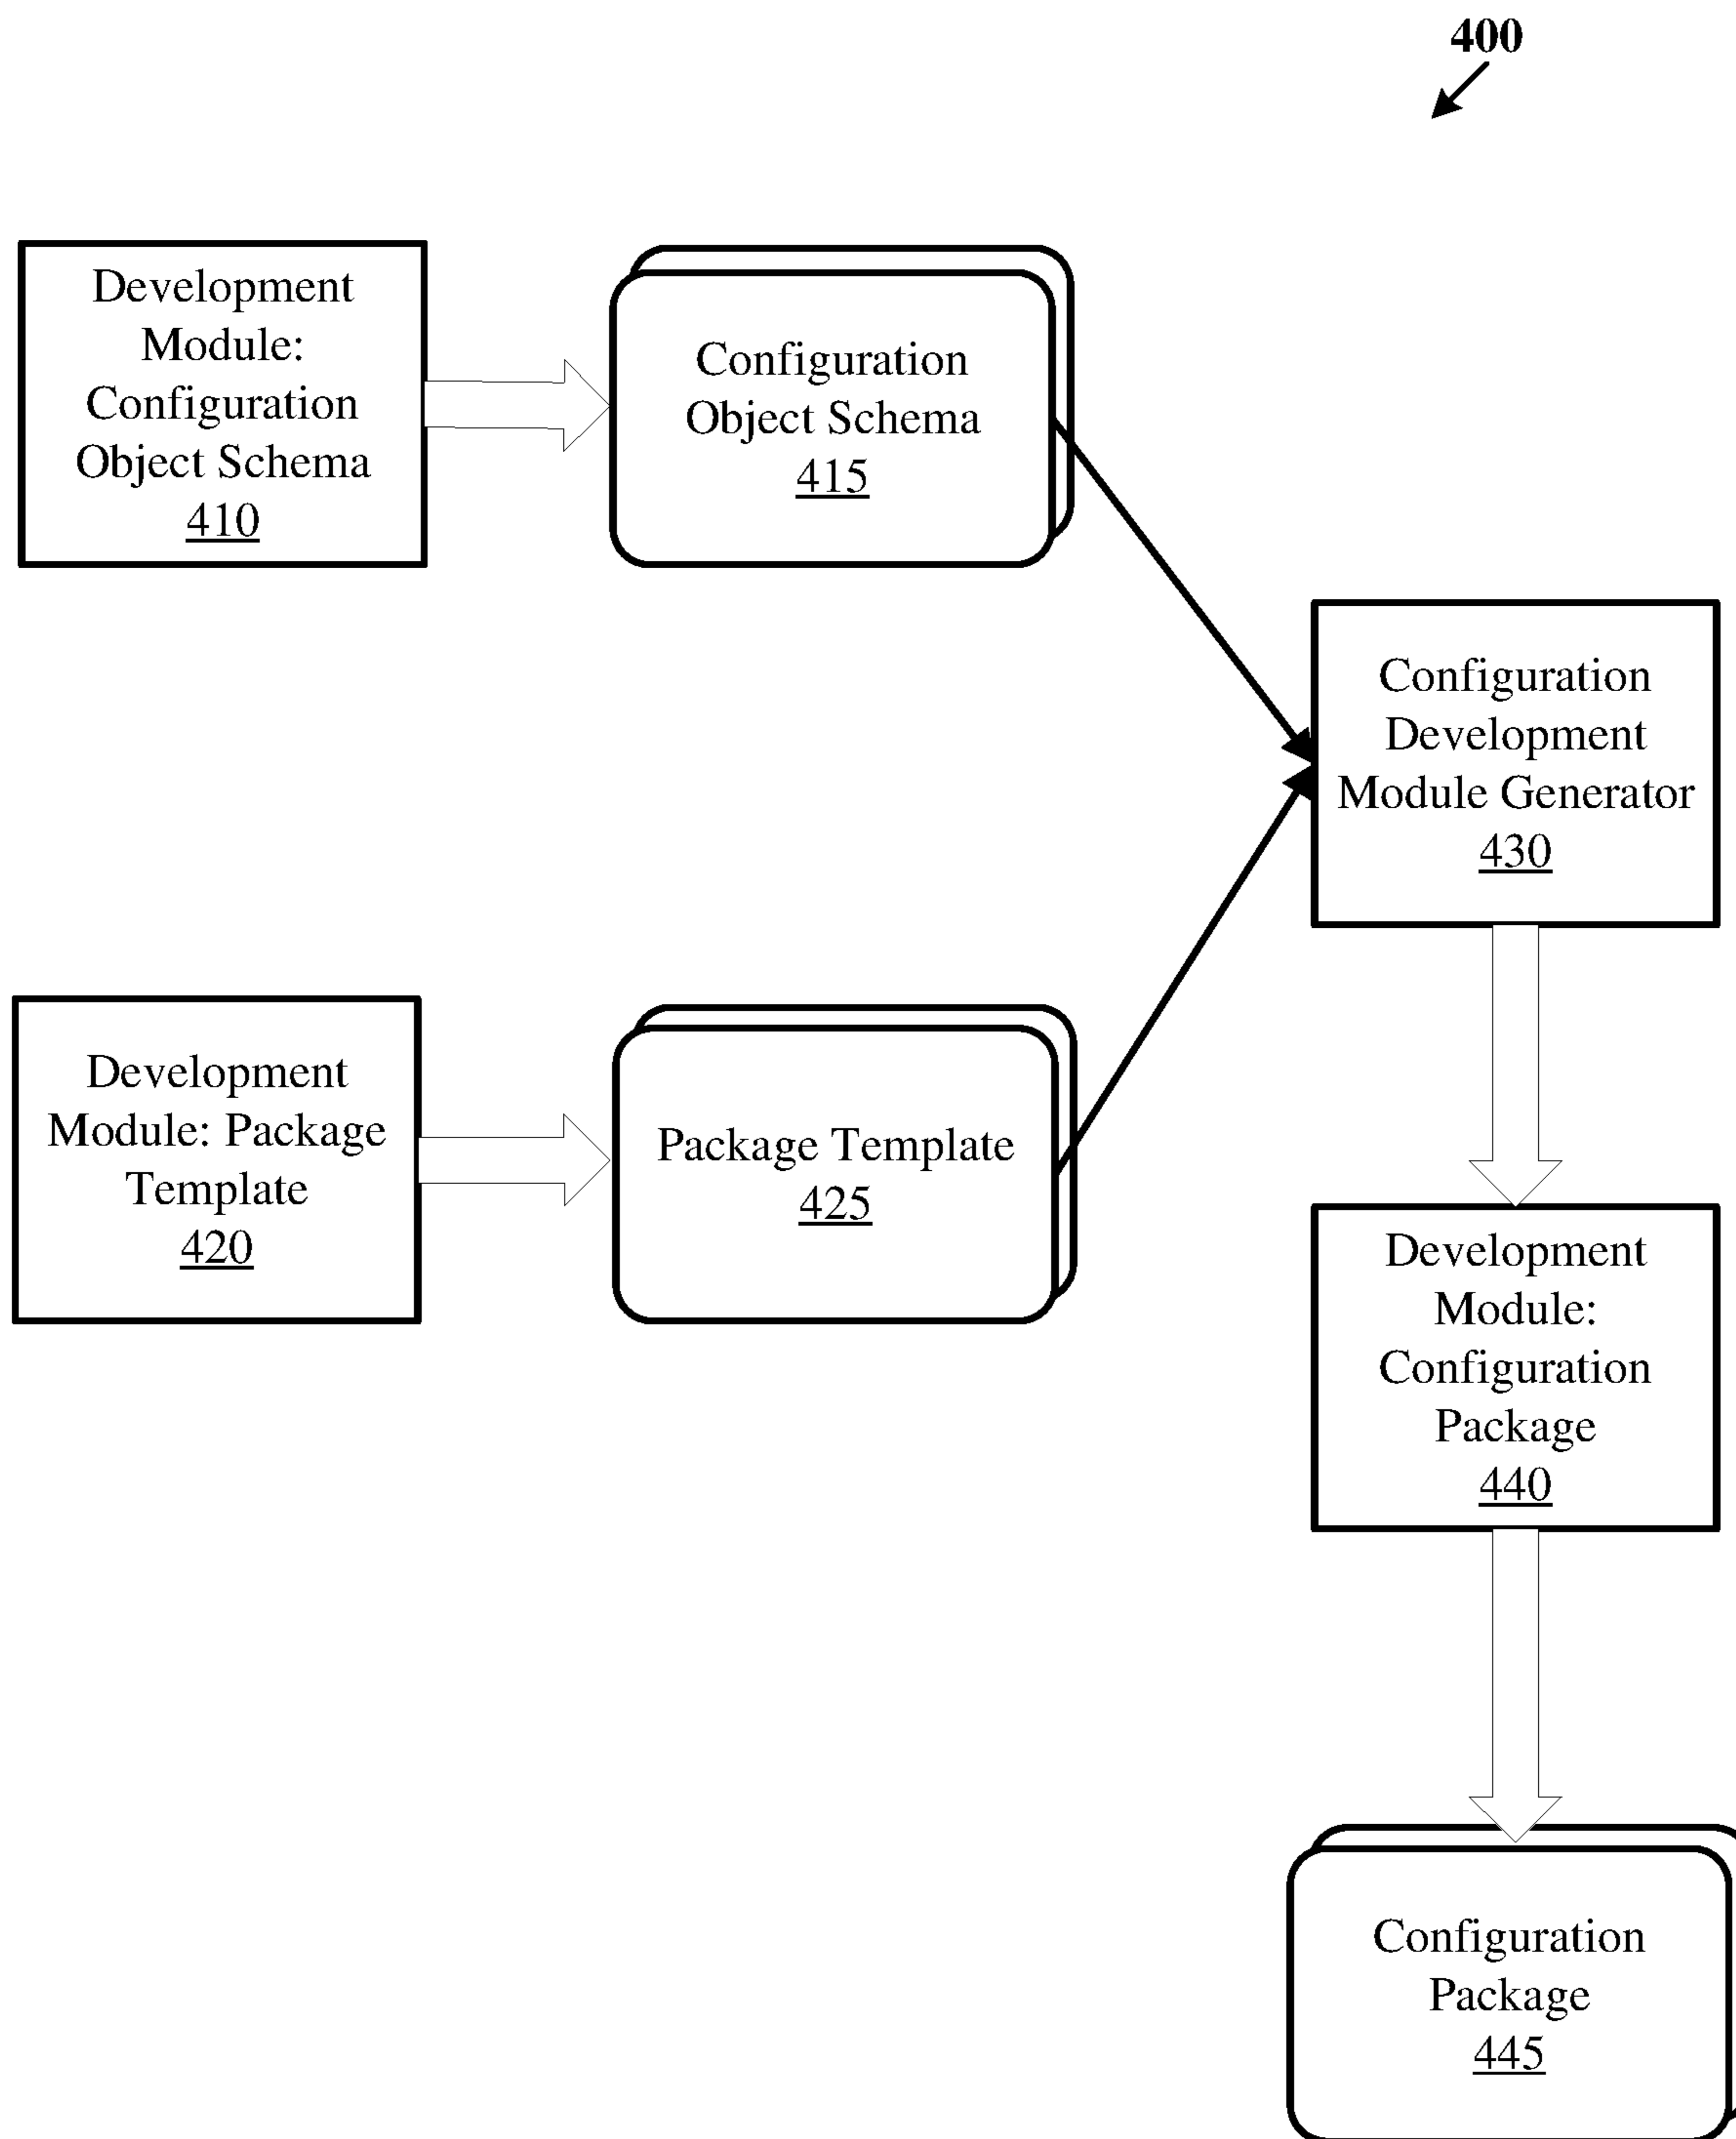 400
Development
Module:
Configuration
Object Schema
410
Configuration
Object Schema
415
Configuration
Development
Module Generator
430
Development
Module: Package
Template
420
Package Template
425
Development
Module:
Configuration
Package
440
Configuration
Package
445